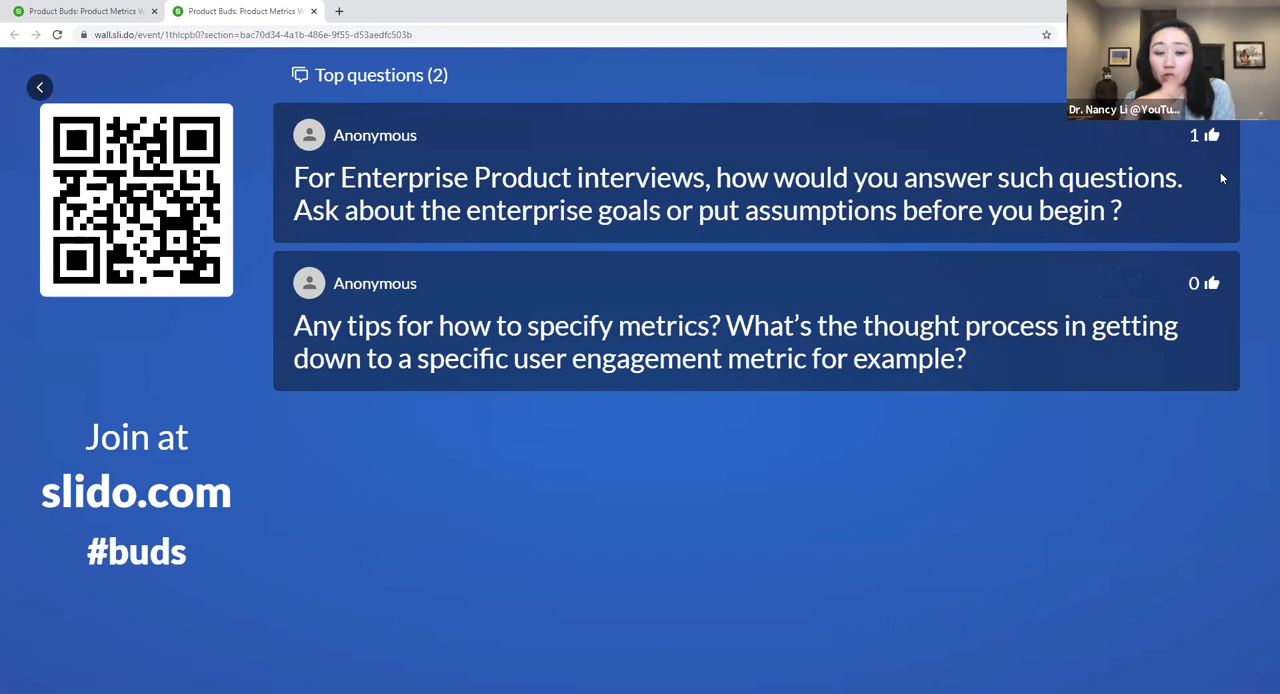 Product Buds: Product Metrics W
Product Buds: Product Metrics W
wall.sli.do/event/1thlcpb0?section=bac70d34-4a1b-486e-9f55-d53aedfc503b
Top questions (2)
Dr. Nancy Li @YouTu...
Anonymous
1
For Enterprise Product interviews, how would you answer such questions.
Ask about the enterprise goals or put assumptions before you begin ?
Anonymous
0
Any tips for how to specify metrics? What's the thought process in getting
down to a specific user engagement metric for example?
Join at
slido.com
#buds